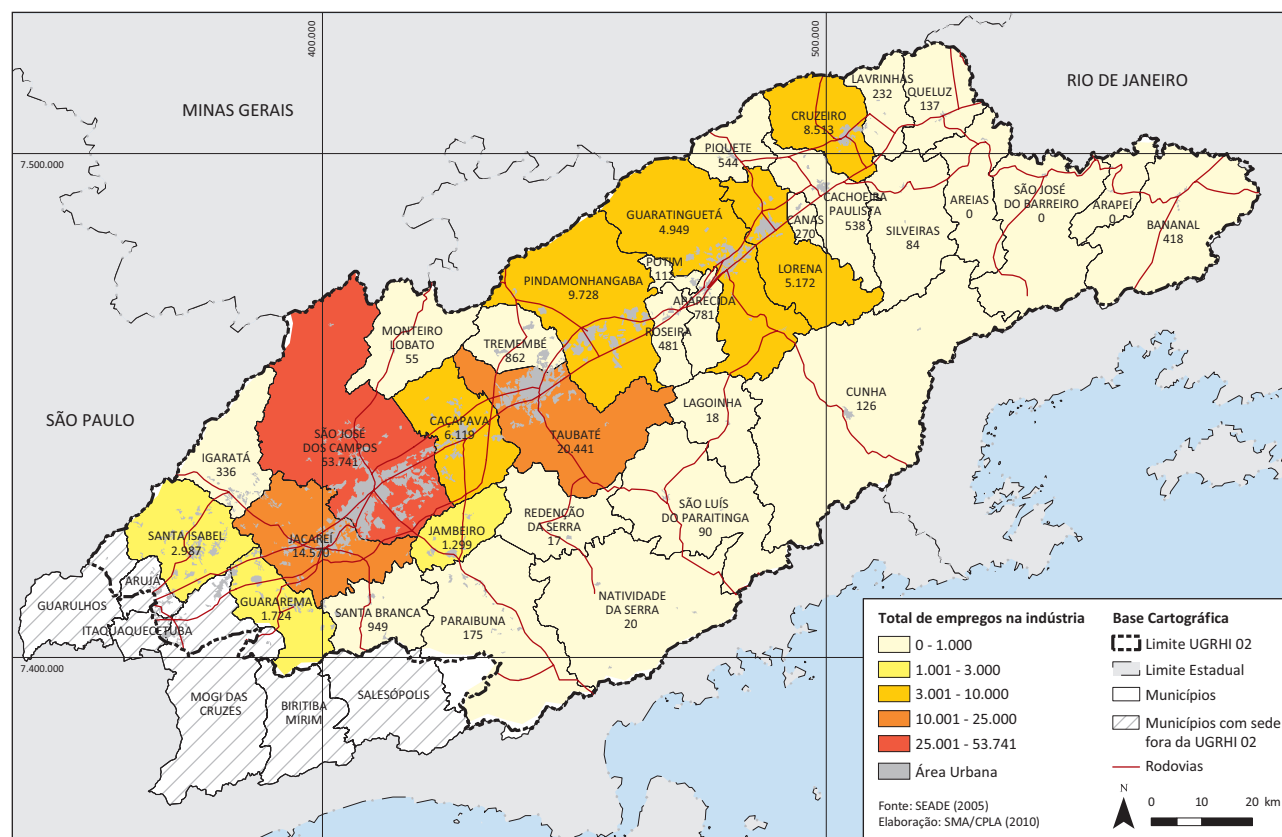 400.000
500.000
7.500.000
7.400.000
MINAS GERAIS
RIO DE JANEIRO
SÃO PAULO
LAVRINHAS
232
QUELUZ
137
CRUZEIRO
8.513
PIQUETE
544
GUARATINGUETÁ
4.949
CANAS
270
CACHOEIRA
PAULISTA
538
SILVEIRAS
84
AREIAS
0
SÃO JOSÉ
DO BARREIRO
0
ARAPEÍ
0
BANANAL
418
POTIM
112
LORENA
5.172
PINDAMONHANGABA
9.728
APARECIDA
781
ROSEIRA
481
MONTEIRO
LOBATO
55
TREMEMBÉ
862
CUNHA
126
LAGOINHA
18
CAÇAPAVA
6.119
TAUBATÉ
20.441
SÃO JOSÉ
DOS CAMPOS
53.741
IGARATÁ
336
SÃO LUÍS
DO PARAITINGA
90
REDENÇÃO
DA SERRA
17
SANTA ISABEL
2.987
JACAREÍ
14.570
JAMBEIRO
1.299
ARUJÁ
GUARULHOS
GUARAREMA
1.724
SANTA BRANCA
949
PARAIBUNA
175
NATIVIDADE
DA SERRA
20
ITAQUAQUECETUBA
MOGI DAS
CRUZES
BIRITIBA
MIRIM
SALESÓPOLIS
Total de empregos na indústria
0 - 1.000
1.001 - 3.000
3.001 - 10.000
10.001 - 25.000
25.001 - 53.741
Área Urbana
Fonte: SEADE (2005)
Elaboração: SMA/CPLA (2010)
Base Cartográfica
Limite UGRHI 02
Limite Estadual
Municípios
Municípios com sede
fora da UGRHI 02
Rodovias
N
0 10 20 km